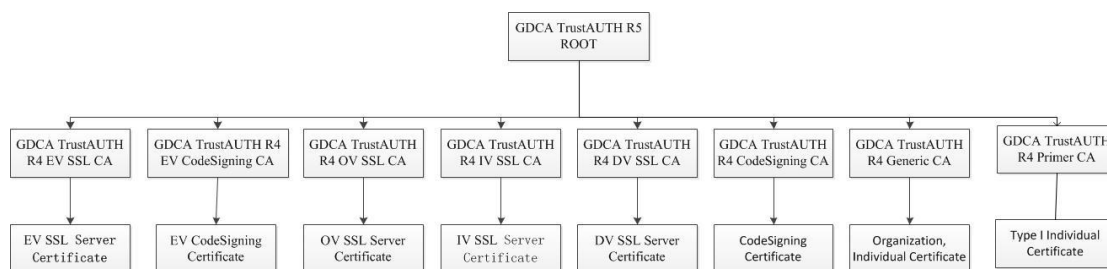 GDCA TrustAUTH R5
ROOT
GDCA TrustAUTH
R4 EV SSL CA
GDCA TrustAUTH R4
EV CodeSigning CA
GDCA TrustAUTH
R4 OV SSL CA
GDCA TrustAUTH
R4 IV SSL CA
GDCA TrustAUTH
R4 DV SSL CA
GDCA TrustAUTH
R4 CodeSigning CA
GDCA TrustAUTH
R4 Generic CA
GDCA TrustAUTH
R4 Primer CA
EV SSL Server
Certificate
EV CodeSigning
Certificate
OV SSL Server
Certificate
IV SSL Server
Certificate
DV SSL Server
Certificate
CodeSigning
Certificate
Organization,
Individual Certificate
Type I Individual
Certificate